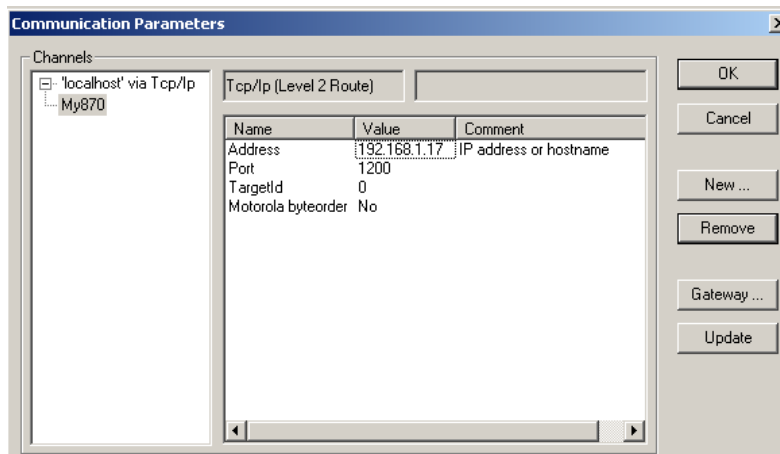 Communication Parameters
Channels
'localhost' via Tcp/Ip
My870
Tcp/Ip (Level 2 Route)
Name Value Comment
Address 192.168.1.17 IP address or hostname
Port 1200
TargetId 0
Motorola byteorder No
OK
Cancel
New ...
Remove
Gateway ...
Update